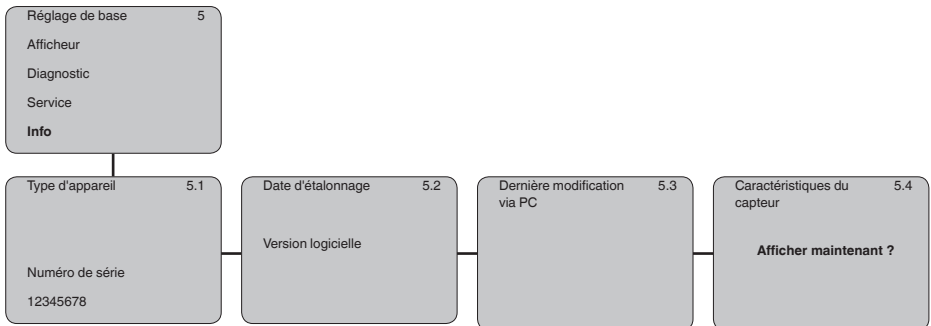 Réglage de base 5
Afficheur
Diagnostic
Service
Info
Type d'appareil 5.1
Numéro de série
12345678
Date d'étalonnage 5.2
Version logicielle
Dernière modification 5.3
via PC
Caractéristiques du 5.4
capteur
Afficher maintenant ?